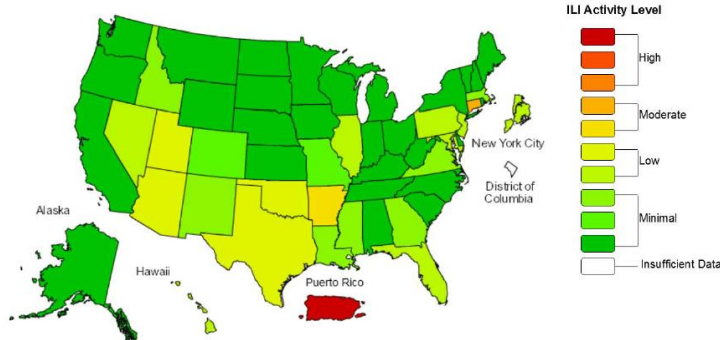 ILI Activity Level
High
Moderate
Low
Minimal
Insufficient Data
New York City
District of
Columbia
Alaska
Hawaii
Puerto Rico